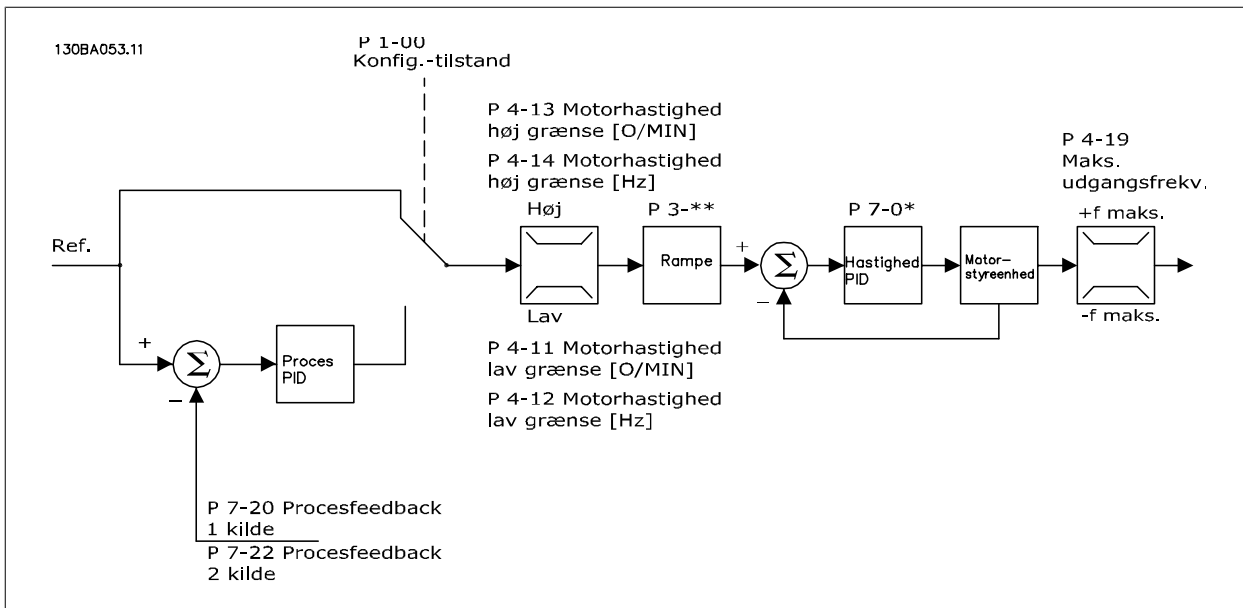 130BA053.11
P 1-00
Konfig.-tilstand
P 4-13 Motorhastighed
høj grænse [O/MIN]
P 4-14 Motorhastighed
høj grænse [Hz]
P 4-19
Maks.
udgangsfrekv.
Høj
P 3-**
P 7-0*
+f maks.
Ref.
+
Σ
−
Proces
PID
Rampe
+
Σ
−
Hastighed
PID
Motor-
styreenhed
Lav
-f maks.
P 4-11 Motorhastighed
lav grænse [O/MIN]
P 4-12 Motorhastighed
lav grænse [Hz]
P 7-20 Procesfeedback
1 kilde
P 7-22 Procesfeedback
2 kilde